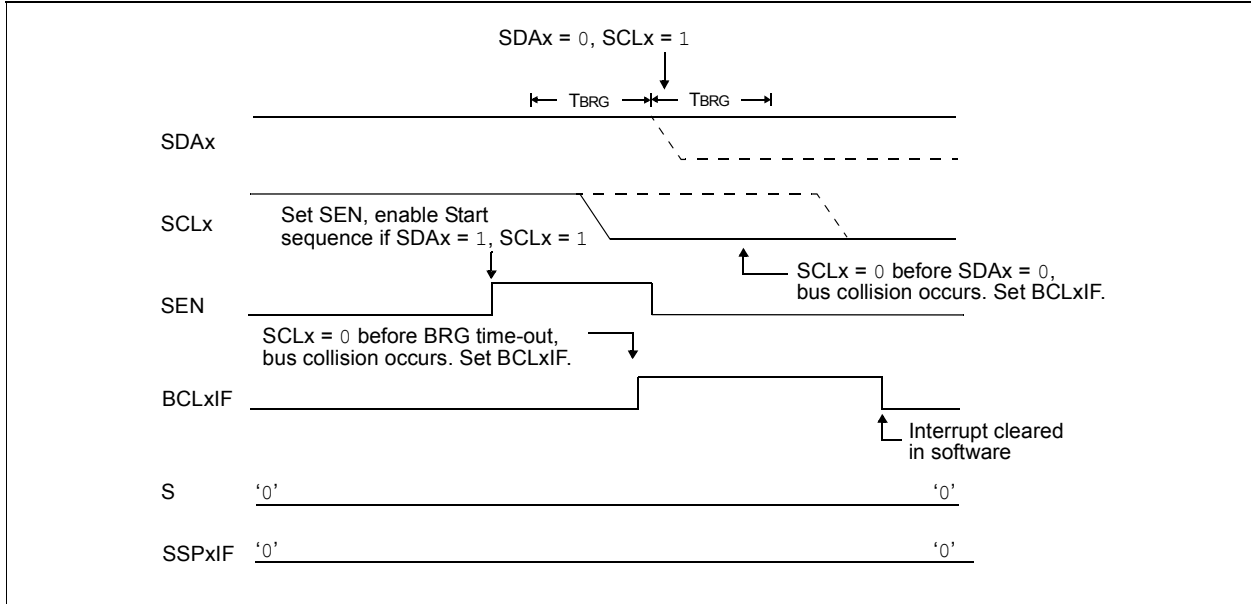 SDAx = 0, SCLx = 1
TBRG TBRG
SDAx
SCLx
Set SEN, enable Start
sequence if SDAx = 1, SCLx = 1
SCLx = 0 before SDAx = 0,
bus collision occurs. Set BCLxIF.
SEN
SCLx = 0 before BRG time-out,
bus collision occurs. Set BCLxIF.
BCLxIF
Interrupt cleared
in software
S ‘0’ ‘0’
SSPxIF ‘0’ ‘0’